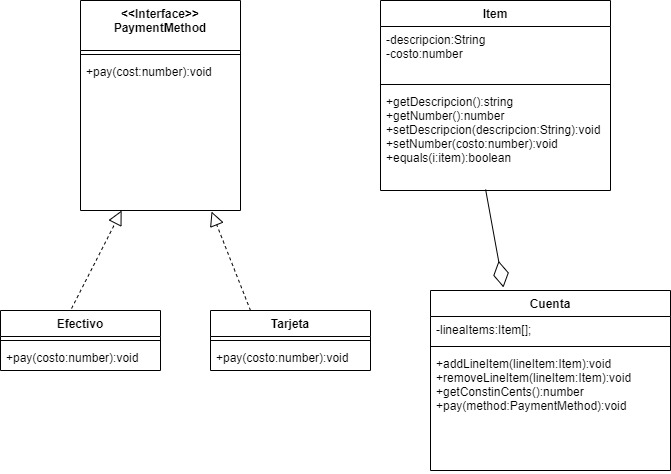 <<Interface>>
PaymentMethod
+pay(cost:number):void
Item
-descripcion:String
-costo:number
+getDescripcion():string
+getNumber():number
+setDescripcion(descripcion:String):void
+setNumber(costo:number):void
+equals(i:item):boolean
Efectivo
+pay(costo:number):void
Tarjeta
+pay(costo:number):void
Cuenta
-lineaItems:Item[];
+addLineItem(lineItem:Item):void
+removeLineItem(lineItem:Item):void
+getConstinCents():number
+pay(method:PaymentMethod):void